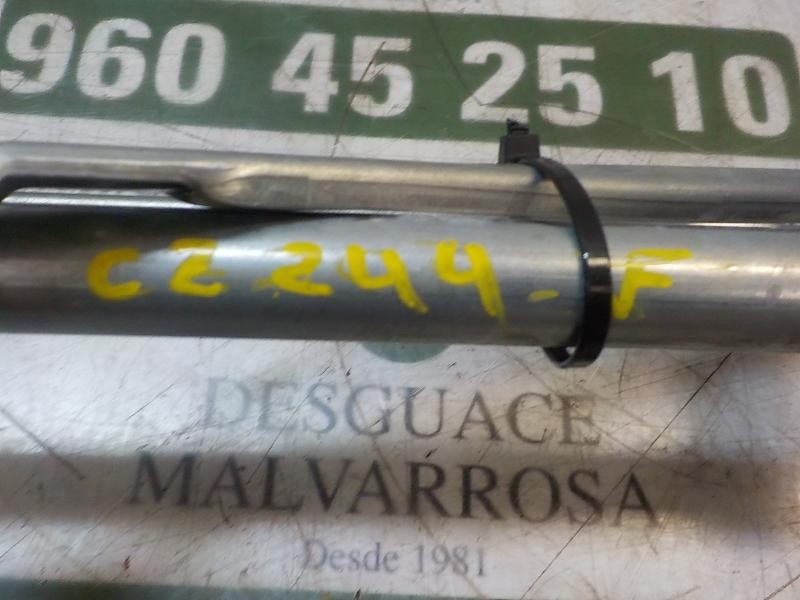 960 45 25 10
CZ244-F
DESGUACE
MALVARROSA
Desde 1981